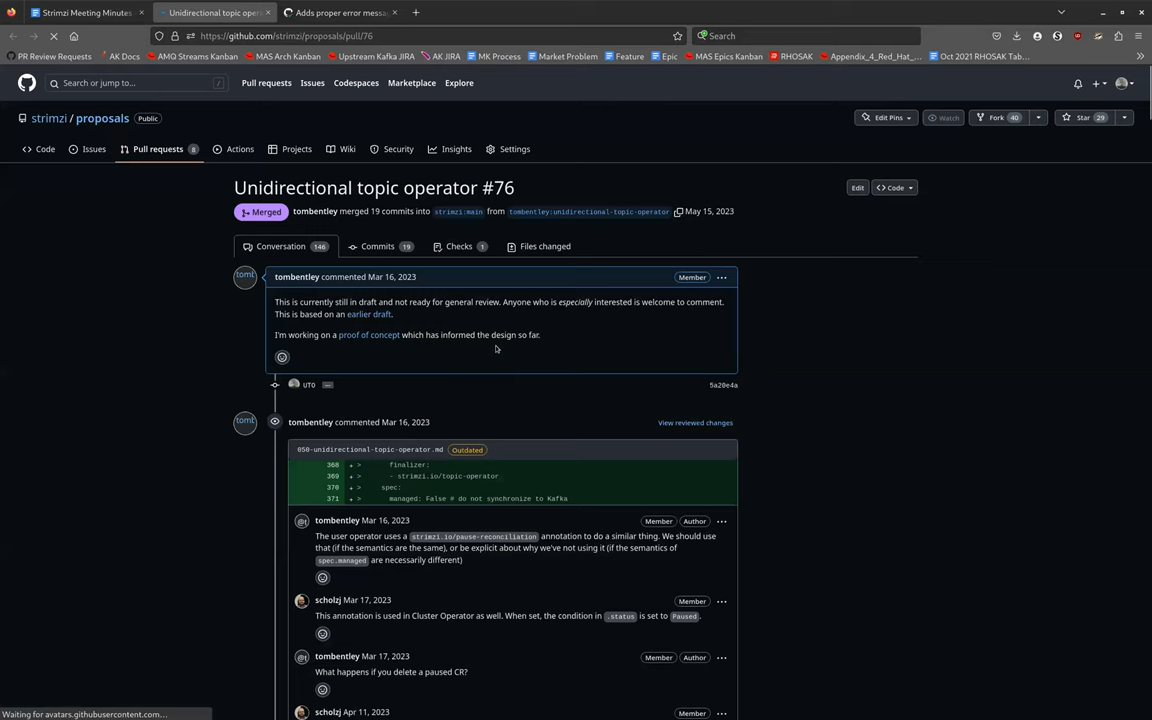 Strimzi Meeting Minutes
Unidirectional topic opera
Adds proper error messag
https://github.com/strimzi/proposals/pull/76
Search
PR Review Requests
AK Docs
AMQ Streams Kanban
MAS Arch Kanban
Upstream Kafka JIRA
AK JIRA
MK Process
Market Problem
Feature
Epic
MAS Epics Kanban
RHOSAK
Appendix_4_Red_Hat_...
Oct 2021 RHOSAK Tab...
Search or jump to...
/
Pull requests
Issues
Codespaces
Marketplace
Explore
strimzi / proposals
Public
Edit Pins
Watch
Fork 40
Star 29
Code
Issues
Pull requests 8
Actions
Projects
Wiki
Security
Insights
Settings
Unidirectional topic operator #76
Edit
<> Code
Merged
tombentley merged 19 commits into strimzi:main from tombentley:unidirectional-topic-operator May 15, 2023
Conversation 146
Commits 19
Checks 1
Files changed
tomt
tombentley commented Mar 16, 2023
Member
This is currently still in draft and not ready for general review. Anyone who is especially interested is welcome to comment.
This is based on an earlier draft.
I'm working on a proof of concept which has informed the design so far.
UTO ...
5a20e4a
tomt
tombentley commented Mar 16, 2023
View reviewed changes
050-unidirectional-topic-operator.md Outdated
368 + > finalizer:
369 + > - strimzi.io/topic-operator
370 + > spec:
371 + > managed: False # do not synchronize to Kafka
@t tombentley Mar 16, 2023
Member Author
The user operator uses a strimzi.io/pause-reconciliation annotation to do a similar thing. We should use
that (if the semantics are the same), or be explicit about why we've not using it (if the semantics of
spec.managed are necessarily different)
scholzj Mar 17, 2023
Member
This annotation is used in Cluster Operator as well. When set, the condition in .status is set to Paused.
@t tombentley Mar 17, 2023
Member Author
What happens if you delete a paused CR?
scholzj Apr 11, 2023
Member
Waiting for avatars.githubusercontent.com...